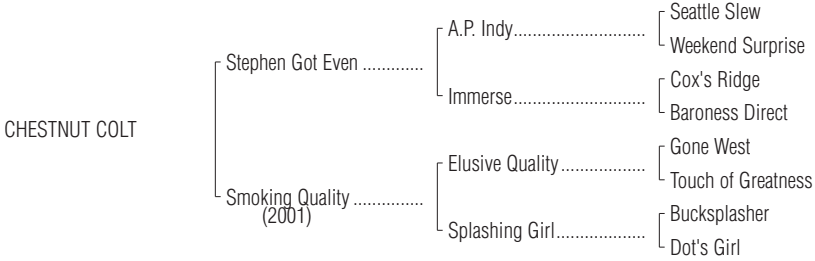 Seattle Slew
A.P. Indy..............................
Weekend Surprise
Stephen Got Even .............
Cox's Ridge
Immerse..............................
Baroness Direct
CHESTNUT COLT
Gone West
Elusive Quality...................
Touch of Greatness
Smoking Quality ...............
(2001)
Bucksplasher
Splashing Girl....................
Dot's Girl